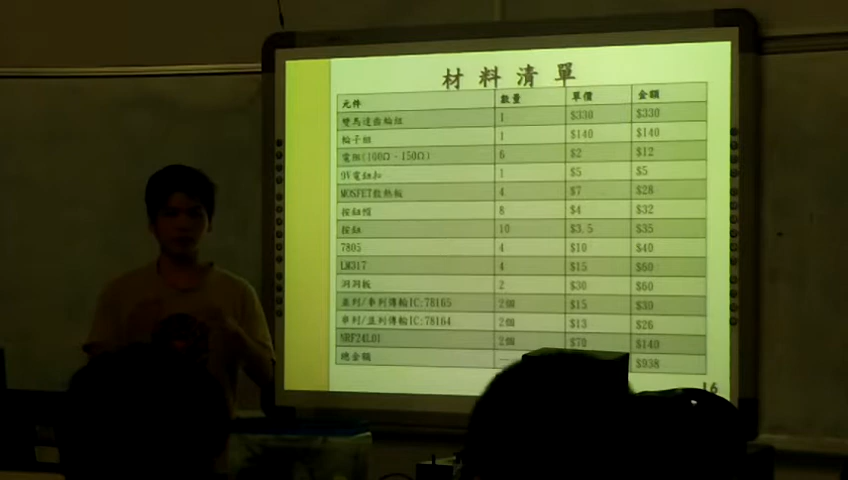 材料清單
元件 數量 單價 金額
雙馬達齒輪組 1 $330 $330
輪子組 1 $140 $140
電阻(100Ω-150Ω) 6 $2 $12
9V電鈕扣 1 $5 $5
MOSFET散熱板 4 $7 $28
按鈕帽 8 $4 $32
按鈕 10 $3.5 $35
7805 4 $10 $40
LM317 4 $15 $60
洞洞板 2 $30 $60
並列/串列傳輸IC:78165 2個 $15 $30
串列/並列傳輸IC:78164 2個 $13 $26
NRF24L01 2個 $70 $140
總金額 $938
16